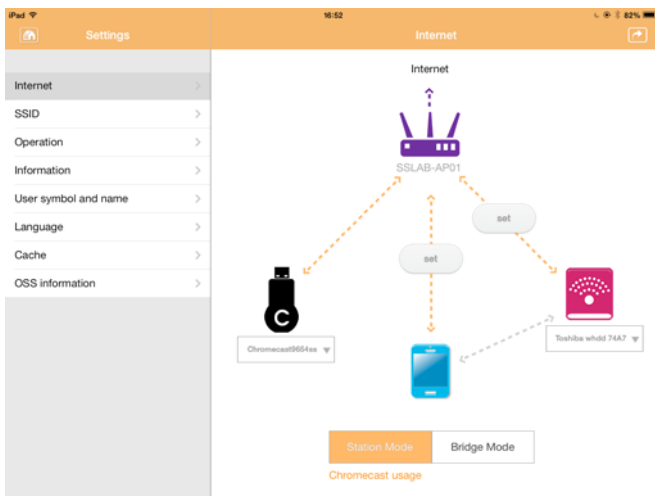 iPad 16:52 82%
Settings
Internet
Internet
SSID
Operation
Information
User symbol and name
Language
Cache
OSS information
Internet
SSLAB-AP01
set
set
C
Chromecast9654ss
Toshiba whdd 74A7
Station Mode
Bridge Mode
Chromecast usage